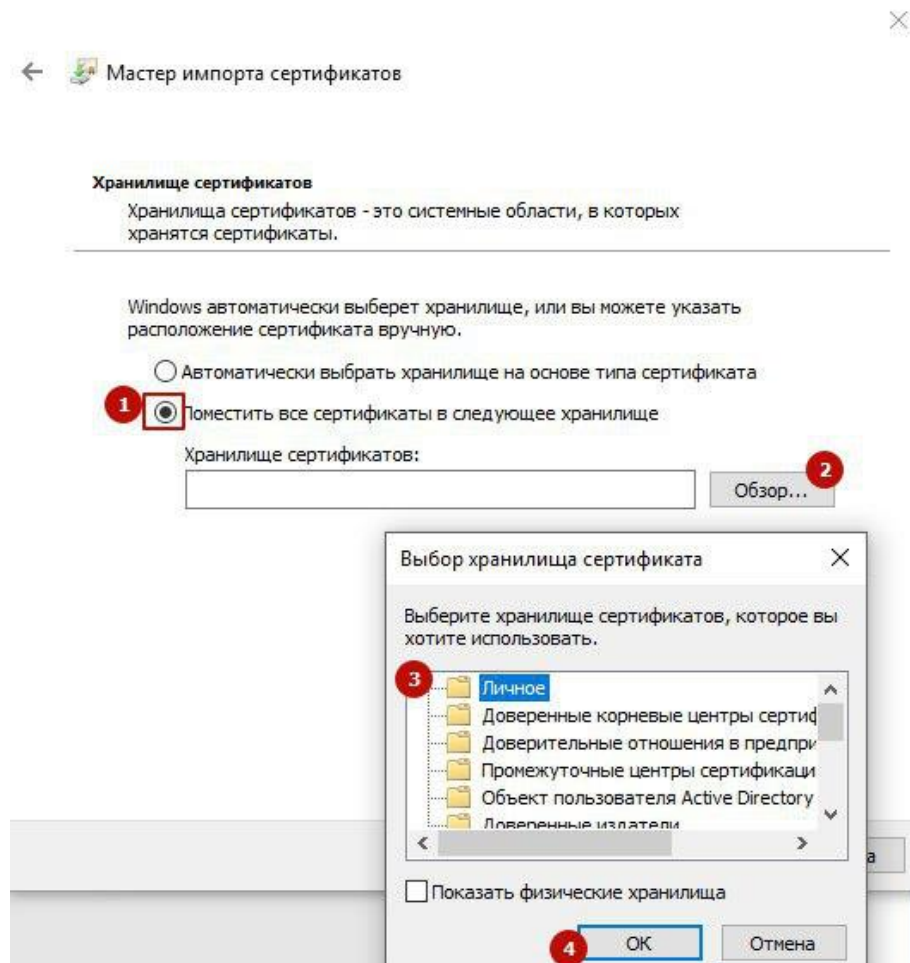 Мастер импорта сертификатов
Хранилище сертификатов
Хранилища сертификатов - это системные области, в которых
хранятся сертификаты.
Windows автоматически выберет хранилище, или вы можете указать
расположение сертификата вручную.
Автоматически выбрать хранилище на основе типа сертификата
1
Поместить все сертификаты в следующее хранилище
Хранилище сертификатов:
2
Обзор...
Выбор хранилища сертификата
Выберите хранилище сертификатов, которое вы
хотите использовать.
3
Личное
Доверенные корневые центры сертиф
Доверительные отношения в предпри
Промежуточные центры сертификаци
Объект пользователя Active Directory
Доверенные издатели
а
Показать физические хранилища
4
ОК
Отмена